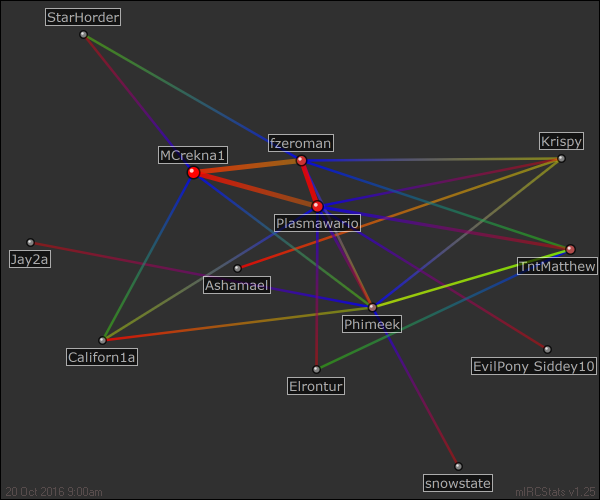 StarHorder
fzeroman
Krispy
MCrekna1
Plasmawario
Jay2a
TntMatthew
Ashamael
Phimeek
Californ1a
EvilPony Siddey10
Elrontur
snowstate
20 Oct 2016 9:00am
mIRCStats v1.25